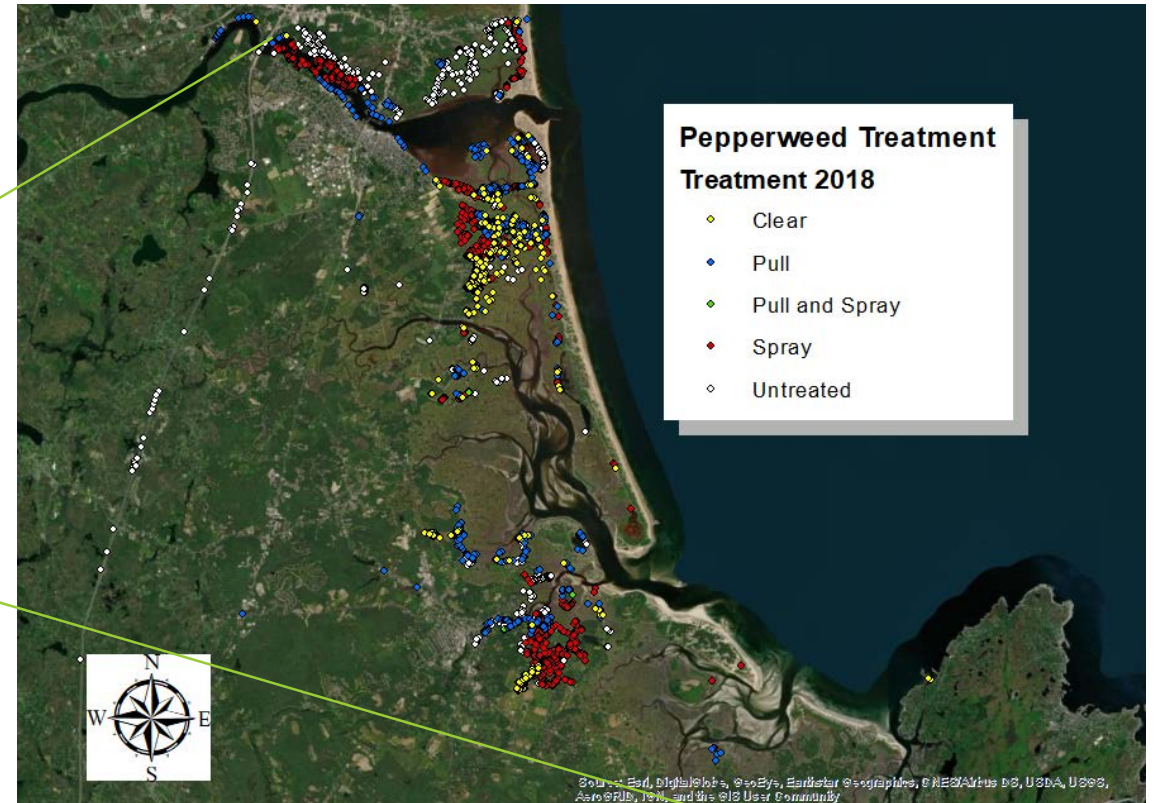 Pepperweed Treatment
Treatment 2018
Clear
Pull
Pull and Spray
Spray
Untreated
N
W E
S
Source: Esri, DigitalGlobe, GeoEye, Earthstar Geographics, CNES/Airbus DS, USDA, USGS,
AeroGRID, IGN, and the GIS User Community